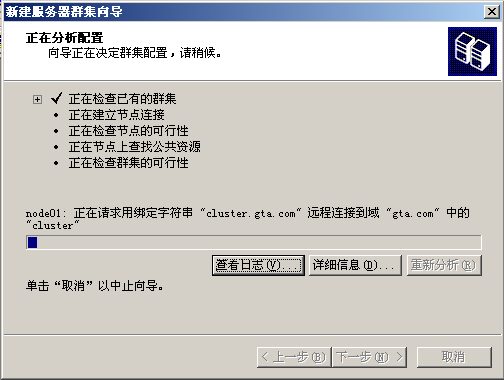 新建服务器群集向导
正在分析配置
向导正在决定群集配置，请稍候。
正在检查已有的群集
正在建立节点连接
正在检查节点的可行性
正在节点上查找公共资源
正在检查群集的可行性
node01: 正在请求用绑定字符串 "cluster.gta.com" 远程连接到域 "gta.com" 中的
"cluster"
查看日志(V)... 详细信息(D)... 重新分析(R)
单击“取消”以中止向导。
< 上一步(B) 下一步(N) > 取消